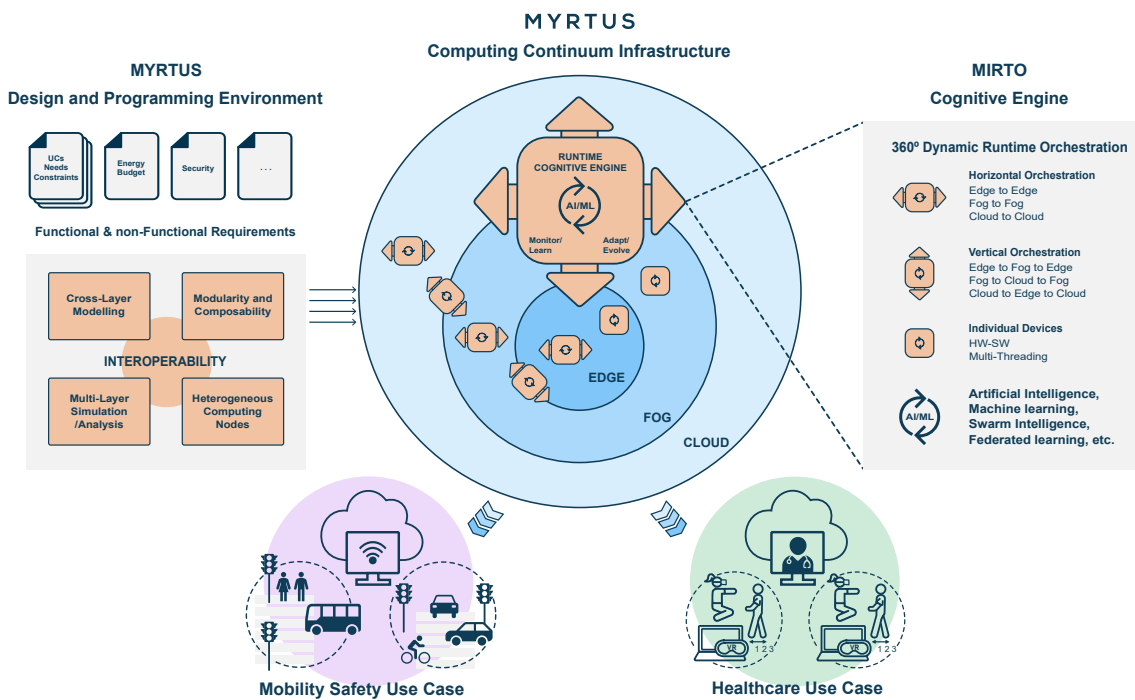 MYRTUS
Computing Continuum Infrastructure
MYRTUS
Design and Programming Environment
UCs
Needs
Constraints
Energy
Budget
Security
...
Functional & non-Functional Requirements
Cross-Layer
Modelling
Modularity and
Composability
INTEROPERABILITY
Multi-Layer
Simulation
/Analysis
Heterogeneous
Computing
Nodes
RUNTIME
COGNITIVE ENGINE
AI/ML
Monitor/
Learn
Adapt/
Evolve
EDGE
FOG
CLOUD
MIRTO
Cognitive Engine
360º Dynamic Runtime Orchestration
Horizontal Orchestration
Edge to Edge
Fog to Fog
Cloud to Cloud
Vertical Orchestration
Edge to Fog to Edge
Fog to Cloud to Fog
Cloud to Edge to Cloud
Individual Devices
HW-SW
Multi-Threading
AI/ML
Artificial Intelligence,
Machine learning,
Swarm Intelligence,
Federated learning, etc.
Mobility Safety Use Case
VR
1 2 3
VR
1 2 3
Healthcare Use Case